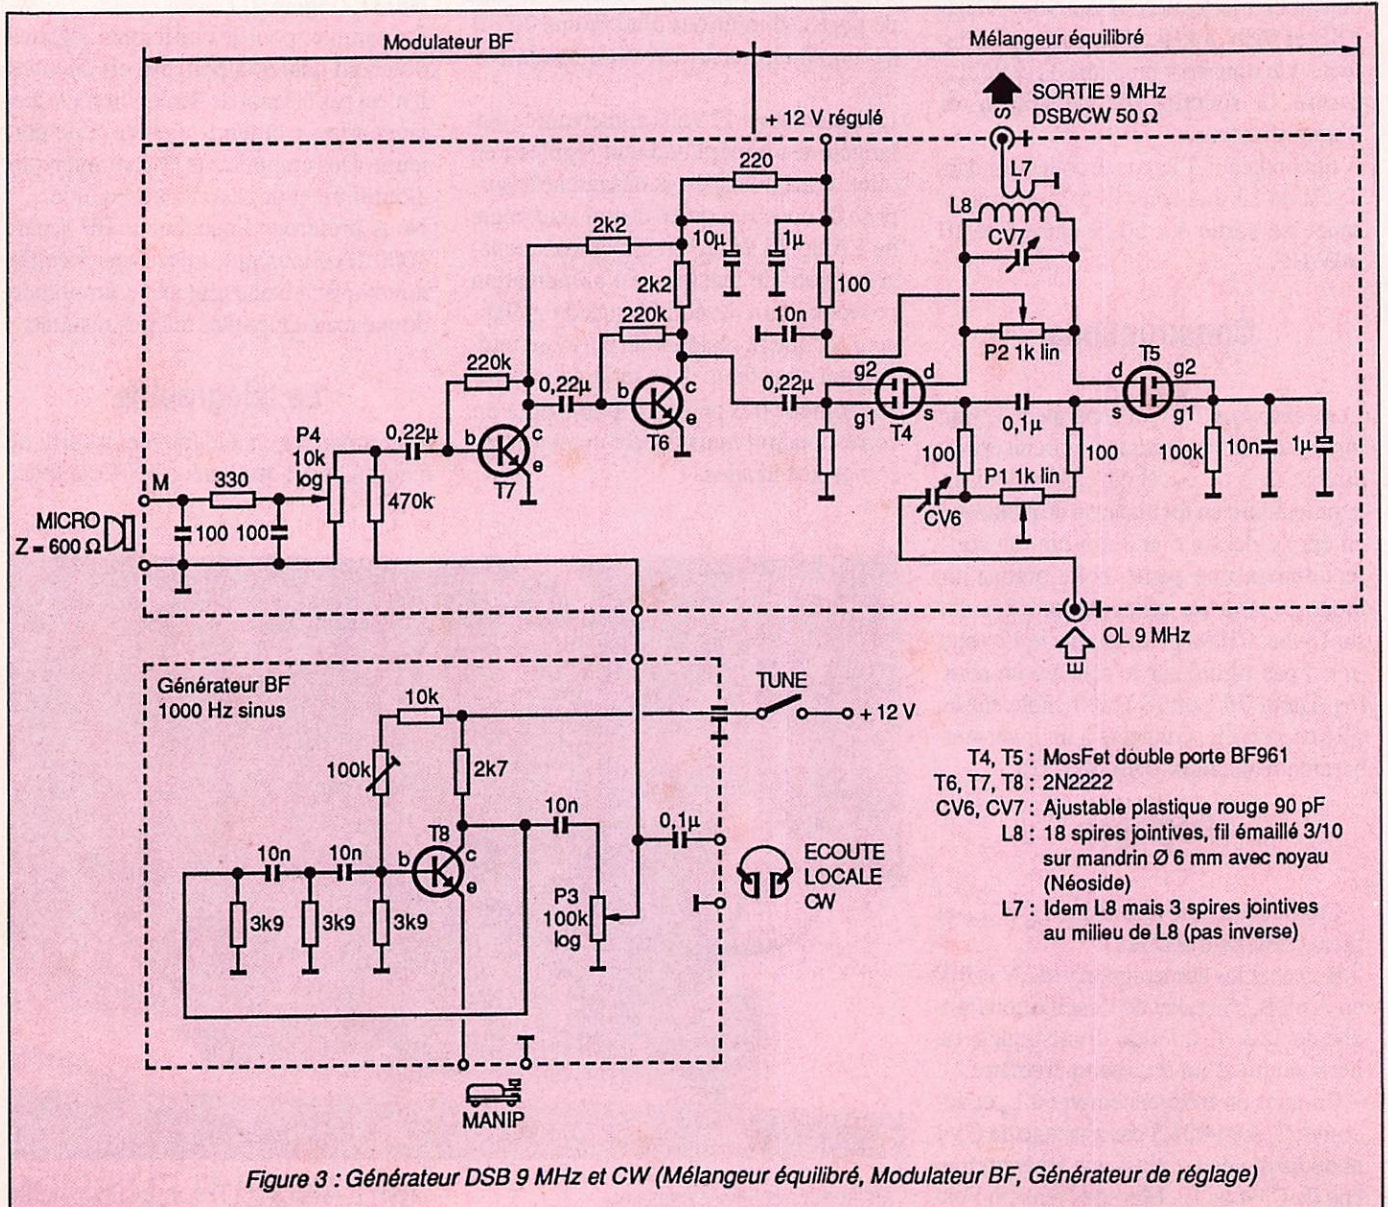 Modulateur BF
Mélangeur équilibré
S
SORTIE 9 MHz
DSB/CW 50 Ω
+ 12 V régulé
220
L7
L8
CV7
2k2
10µ
1µ
2k2
100
220k
10n
P2 1k lin
T5
220k
0,22µ
b
c
e
T6
0,22µ
g2
d
g1
s
T4
0,1µ
d
g2
s
g1
P4
10k
log
0,22µ
b
c
e
T7
100
P1 1k lin
100
100k
10n
1µ
M
330
470k
CV6
MICRO
Z = 600 Ω
100
100
OL 9 MHz
E
Générateur BF
1000 Hz sinus
10k
TUNE
+ 12 V
100k
2k7
10n
0,1µ
T8
10n
10n
b
c
e
ECOUTE
LOCALE
CW
P3
100k
log
3k9
3k9
3k9
MANIP
T4, T5 : MosFet double porte BF961
T6, T7, T8 : 2N2222
CV6, CV7 : Ajustable plastique rouge 90 pF
L8 : 18 spires jointives, fil émaillé 3/10
sur mandrin Ø 6 mm avec noyau
(Néoside)
L7 : Idem L8 mais 3 spires jointives
au milieu de L8 (pas inverse)
Figure 3 : Générateur DSB 9 MHz et CW (Mélangeur équilibré, Modulateur BF, Générateur de réglage)